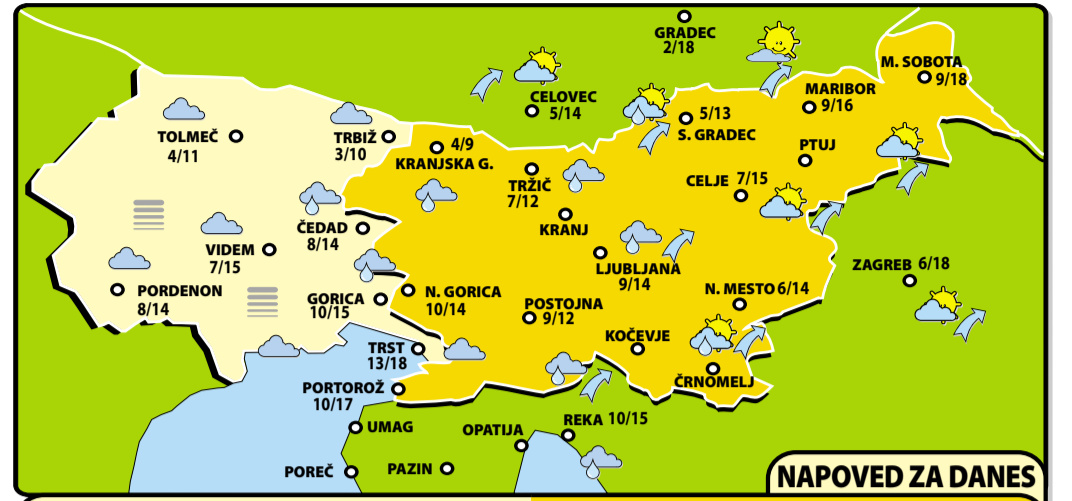 GRADEC
2/18
M. SOBOTA
9/18
CELOVEC
5/14
MARIBOR
9/16
5/13
S. GRADEC
TOLMEČ
4/11
TRBIŽ
3/10
4/9
KRANJSKA G.
PTUJ
TRŽIČ
7/12
CELJE 7/15
KRANJ
ČEDAD
8/14
VIDEM
7/15
LJUBLJANA
9/14
ZAGREB 6/18
PORDENON
8/14
GORICA
10/15
N. GORICA
10/14
N. MESTO 6/14
POSTOJNA
9/12
KOČEVJE
TRST
13/18
ČRNOMELJ
PORTOROŽ
10/17
UMAG
OPATIJA
REKA 10/15
POREČ
PAZIN
NAPOVED ZA DANES